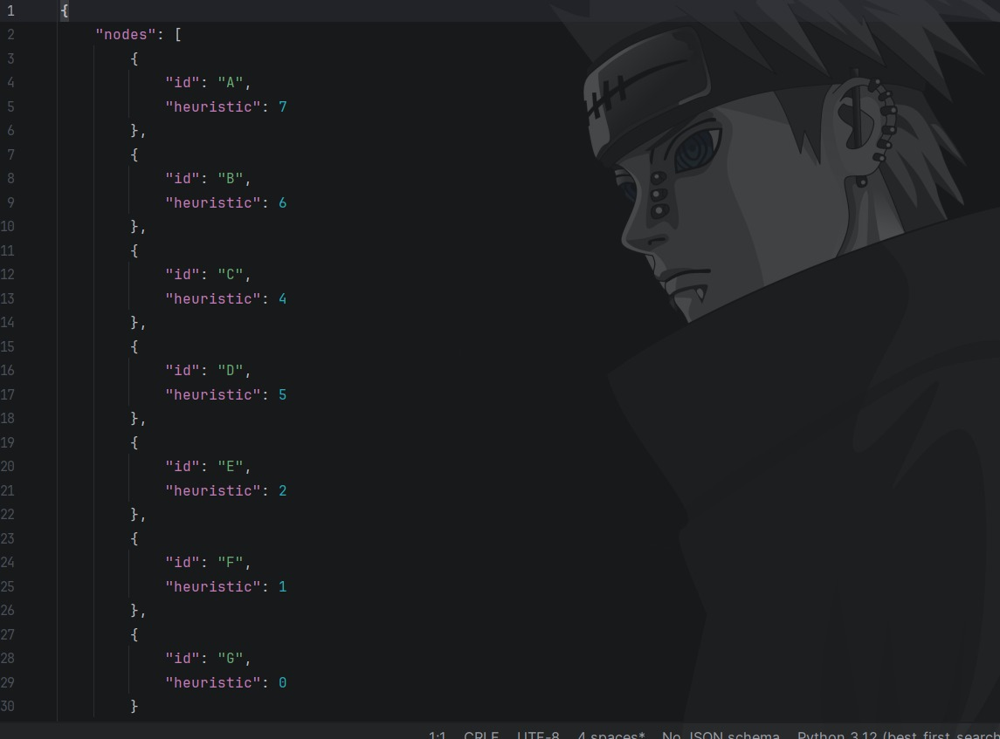 1 {
2 "nodes": [
3 {
4 "id": "A",
5 "heuristic": 7
6 },
7 {
8 "id": "B",
9 "heuristic": 6
10 },
11 {
12 "id": "C",
13 "heuristic": 4
14 },
15 {
16 "id": "D",
17 "heuristic": 5
18 },
19 {
20 "id": "E",
21 "heuristic": 2
22 },
23 {
24 "id": "F",
25 "heuristic": 1
26 },
27 {
28 "id": "G",
29 "heuristic": 0
30 }
1:1 CRLF UTF-8 4 spaces* No JSON schema Python 3.12 (best_first_search